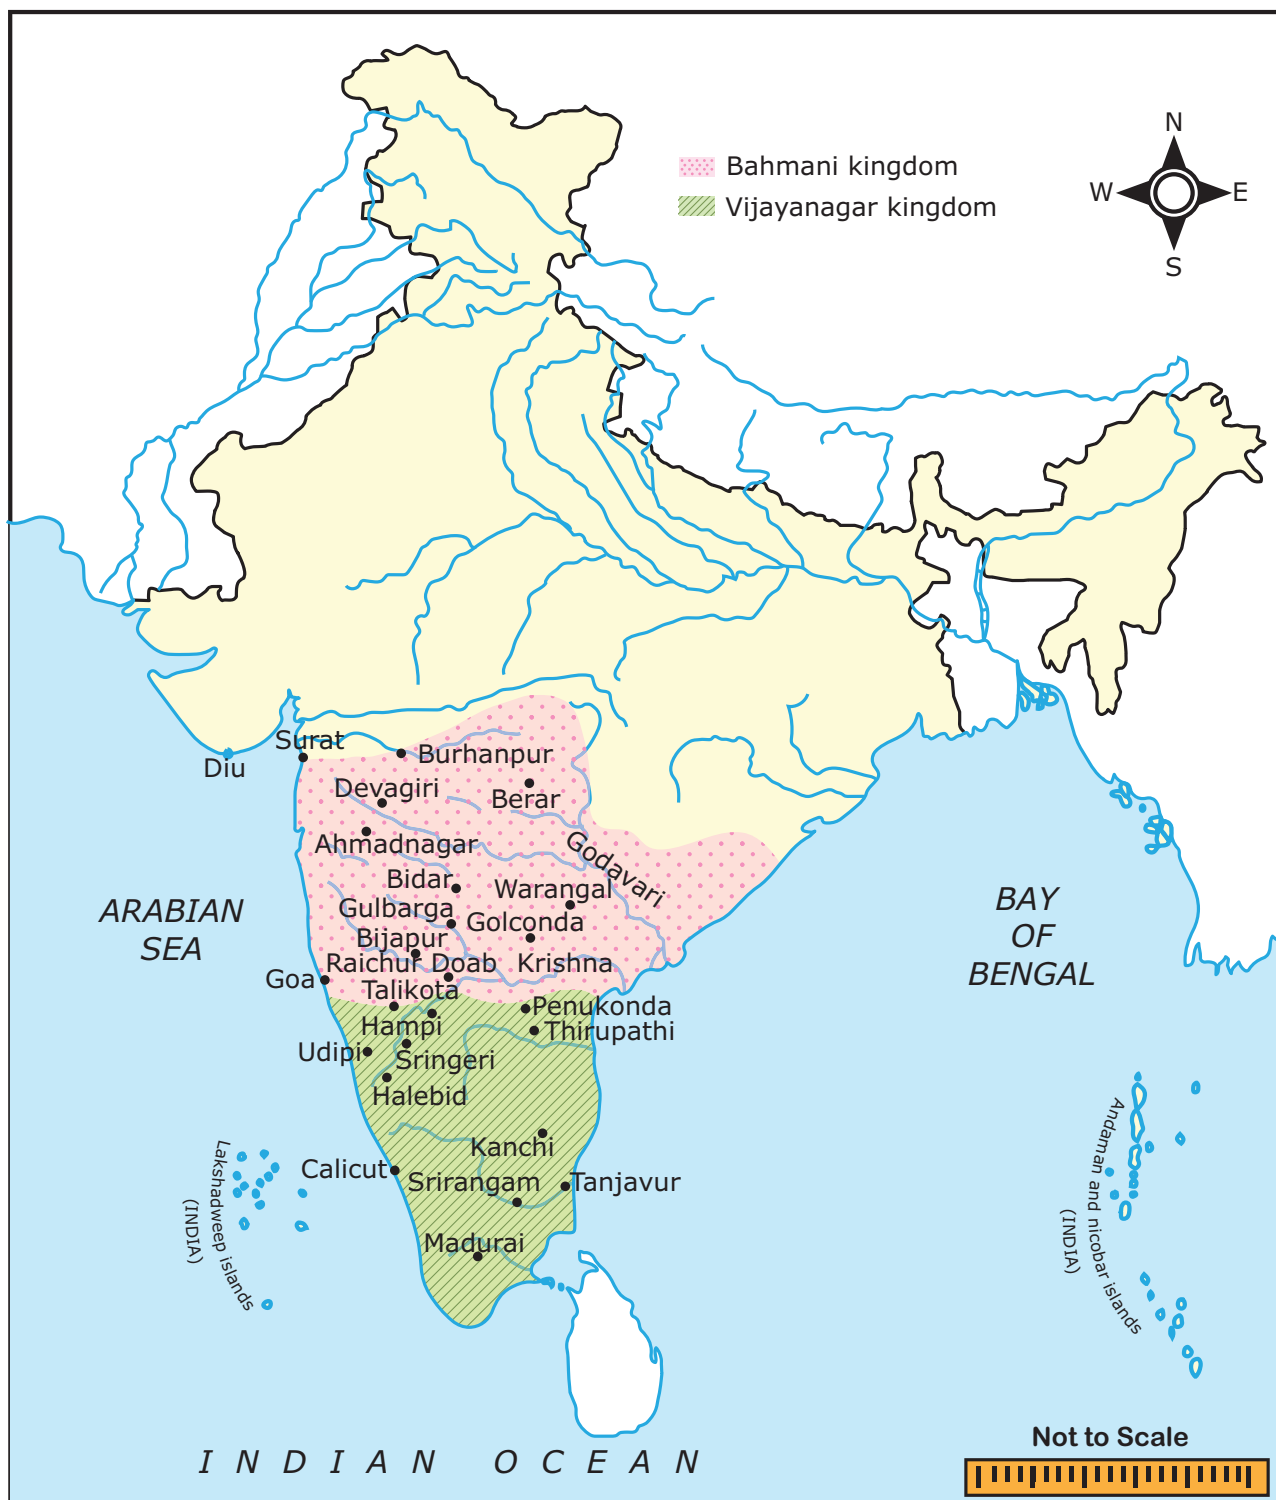 N
Bahmani kingdom
W
E
Vijayanagar kingdom
S
Surat
Diu
Burhanpur
Devagiri
Berar
Ahmadnagar
Godavari
Bidar
Warangal
Gulbarga
Golconda
Bijapur
Raichur Doab
Krishna
Goa
Talikota
ARABIAN
SEA
BAY
OF
BENGAL
Penukonda
Hampi
Thirupathi
Udipi
Sringeri
Halebid
Kanchi
Calicut
Srirangam
Tanjavur
Madurai
Lakshadweep islands
(INDIA)
Andaman and nicobar islands
(INDIA)
INDIAN OCEAN
Not to Scale